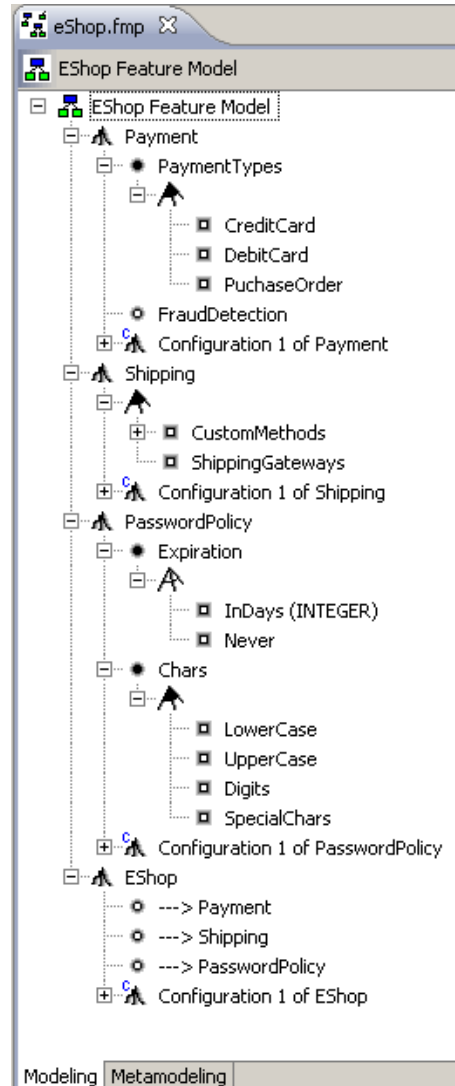 eShop.fmp
EShop Feature Model
EShop Feature Model
Payment
PaymentTypes
CreditCard
DebitCard
PuchaseOrder
FraudDetection
C Configuration 1 of Payment
Shipping
CustomMethods
ShippingGateways
C Configuration 1 of Shipping
PasswordPolicy
Expiration
InDays (INTEGER)
Never
Chars
LowerCase
UpperCase
Digits
SpecialChars
C Configuration 1 of PasswordPolicy
EShop
---> Payment
---> Shipping
---> PasswordPolicy
C Configuration 1 of EShop
Modeling Metamodeling